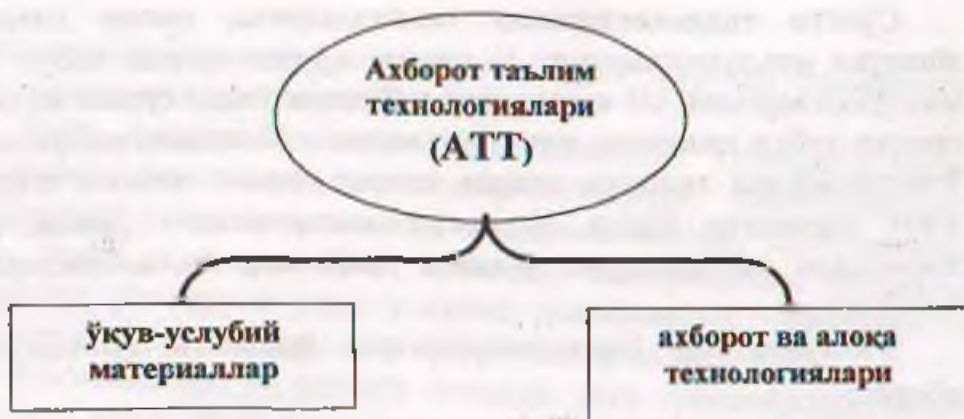 Ахборот таълим
технологиялари
(АТТ)
ўқув-услубий
материаллар
ахборот ва алоқа
технологиялари